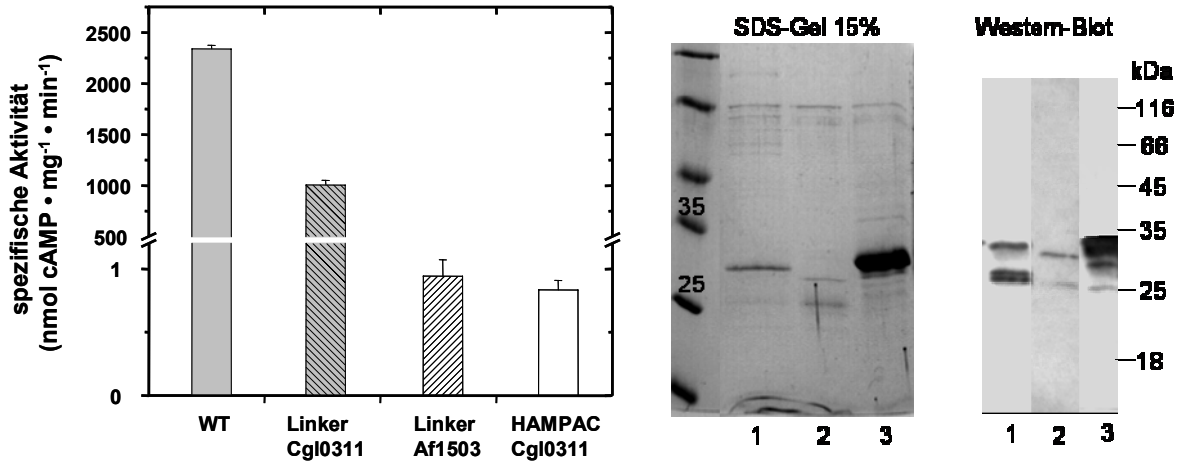 spezifische Aktivität
(nmol cAMP • mg-1 • min-1)
2500
2000
1500
1000
500
1
0
WT
Linker
Cgl0311
Linker
Af1503
HAMPAC
Cgl0311
SDS-Gel 15%
35
25
1 2 3
Western-Blot
kDa
116
66
45
35
25
18
1 2 3